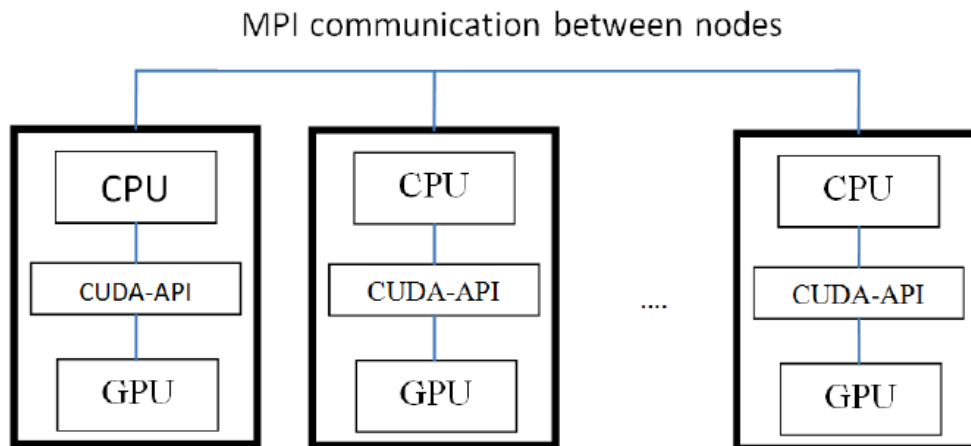 MPI communication between nodes
CPU
CUDA-API
GPU
CPU
CUDA-API
GPU
....
CPU
CUDA-API
GPU